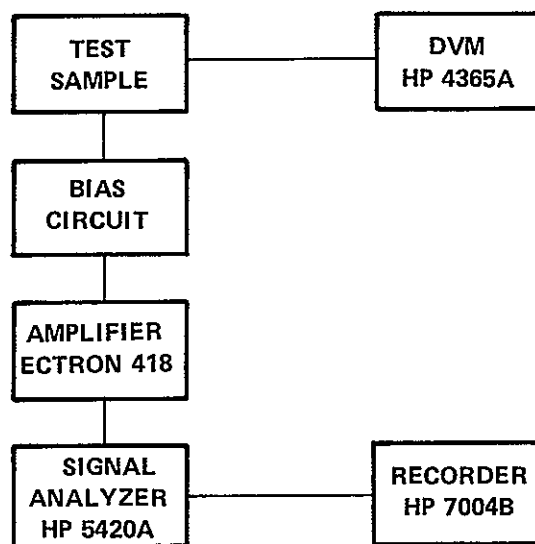 TEST
SAMPLE
DVM
HP 4365A
BIAS
CIRCUIT
AMPLIFIER
ECTRON 418
SIGNAL
ANALYZER
HP 5420A
RECORDER
HP 7004B